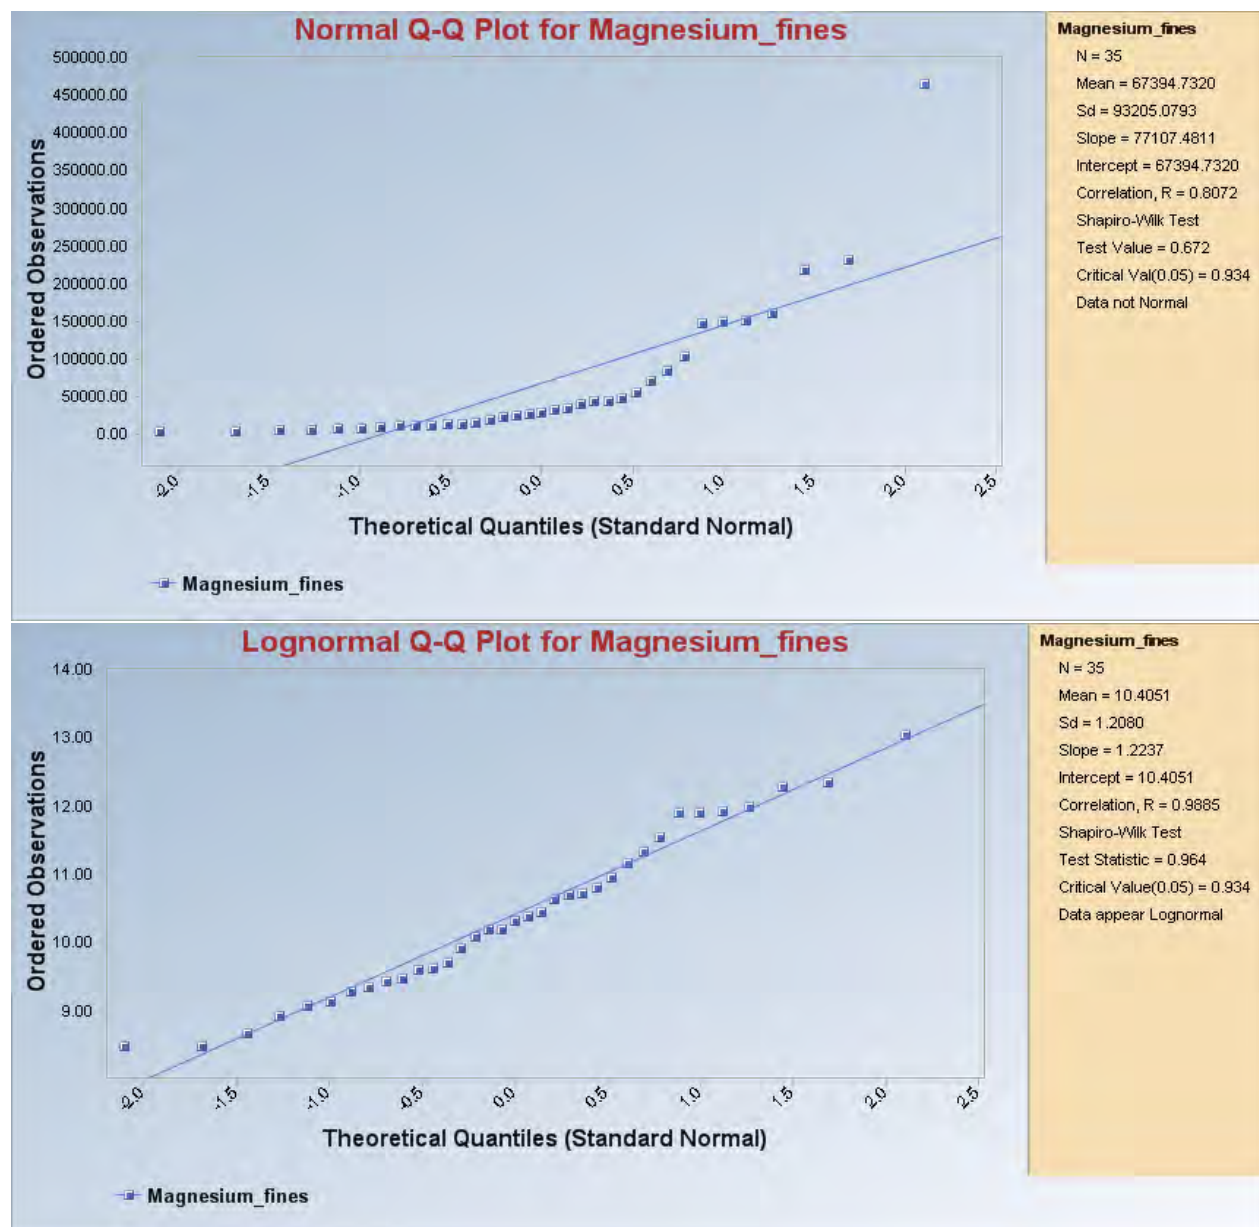 Normal Q-Q Plot for Magnesium_fines
Ordered Observations
500000.00
450000.00
400000.00
350000.00
300000.00
250000.00
200000.00
150000.00
100000.00
50000.00
0.00
-2.0 -1.5 -1.0 -0.5 0.0 0.5 1.0 1.5 2.0 2.5
Theoretical Quantiles (Standard Normal)
Magnesium_fines
Magnesium_fines
N = 35
Mean = 67394.7320
Sd = 93205.0793
Slope = 77107.4811
Intercept = 67394.7320
Correlation, R = 0.8072
Shapiro-Wilk Test
Test Value = 0.672
Critical Val(0.05) = 0.934
Data not Normal
Lognormal Q-Q Plot for Magnesium_fines
Ordered Observations
14.00
13.00
12.00
11.00
10.00
9.00
-2.0 -1.5 -1.0 -0.5 0.0 0.5 1.0 1.5 2.0 2.5
Theoretical Quantiles (Standard Normal)
Magnesium_fines
Magnesium_fines
N = 35
Mean = 10.4051
Sd = 1.2080
Slope = 1.2237
Intercept = 10.4051
Correlation, R = 0.9885
Shapiro-Wilk Test
Test Statistic = 0.964
Critical Value(0.05) = 0.934
Data appear Lognormal